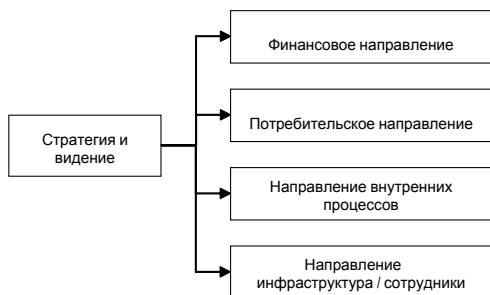 Стратегия и
видение
Финансовое направление
Потребительское направление
Направление внутренних
процессов
Направление
инфраструктура / сотрудники